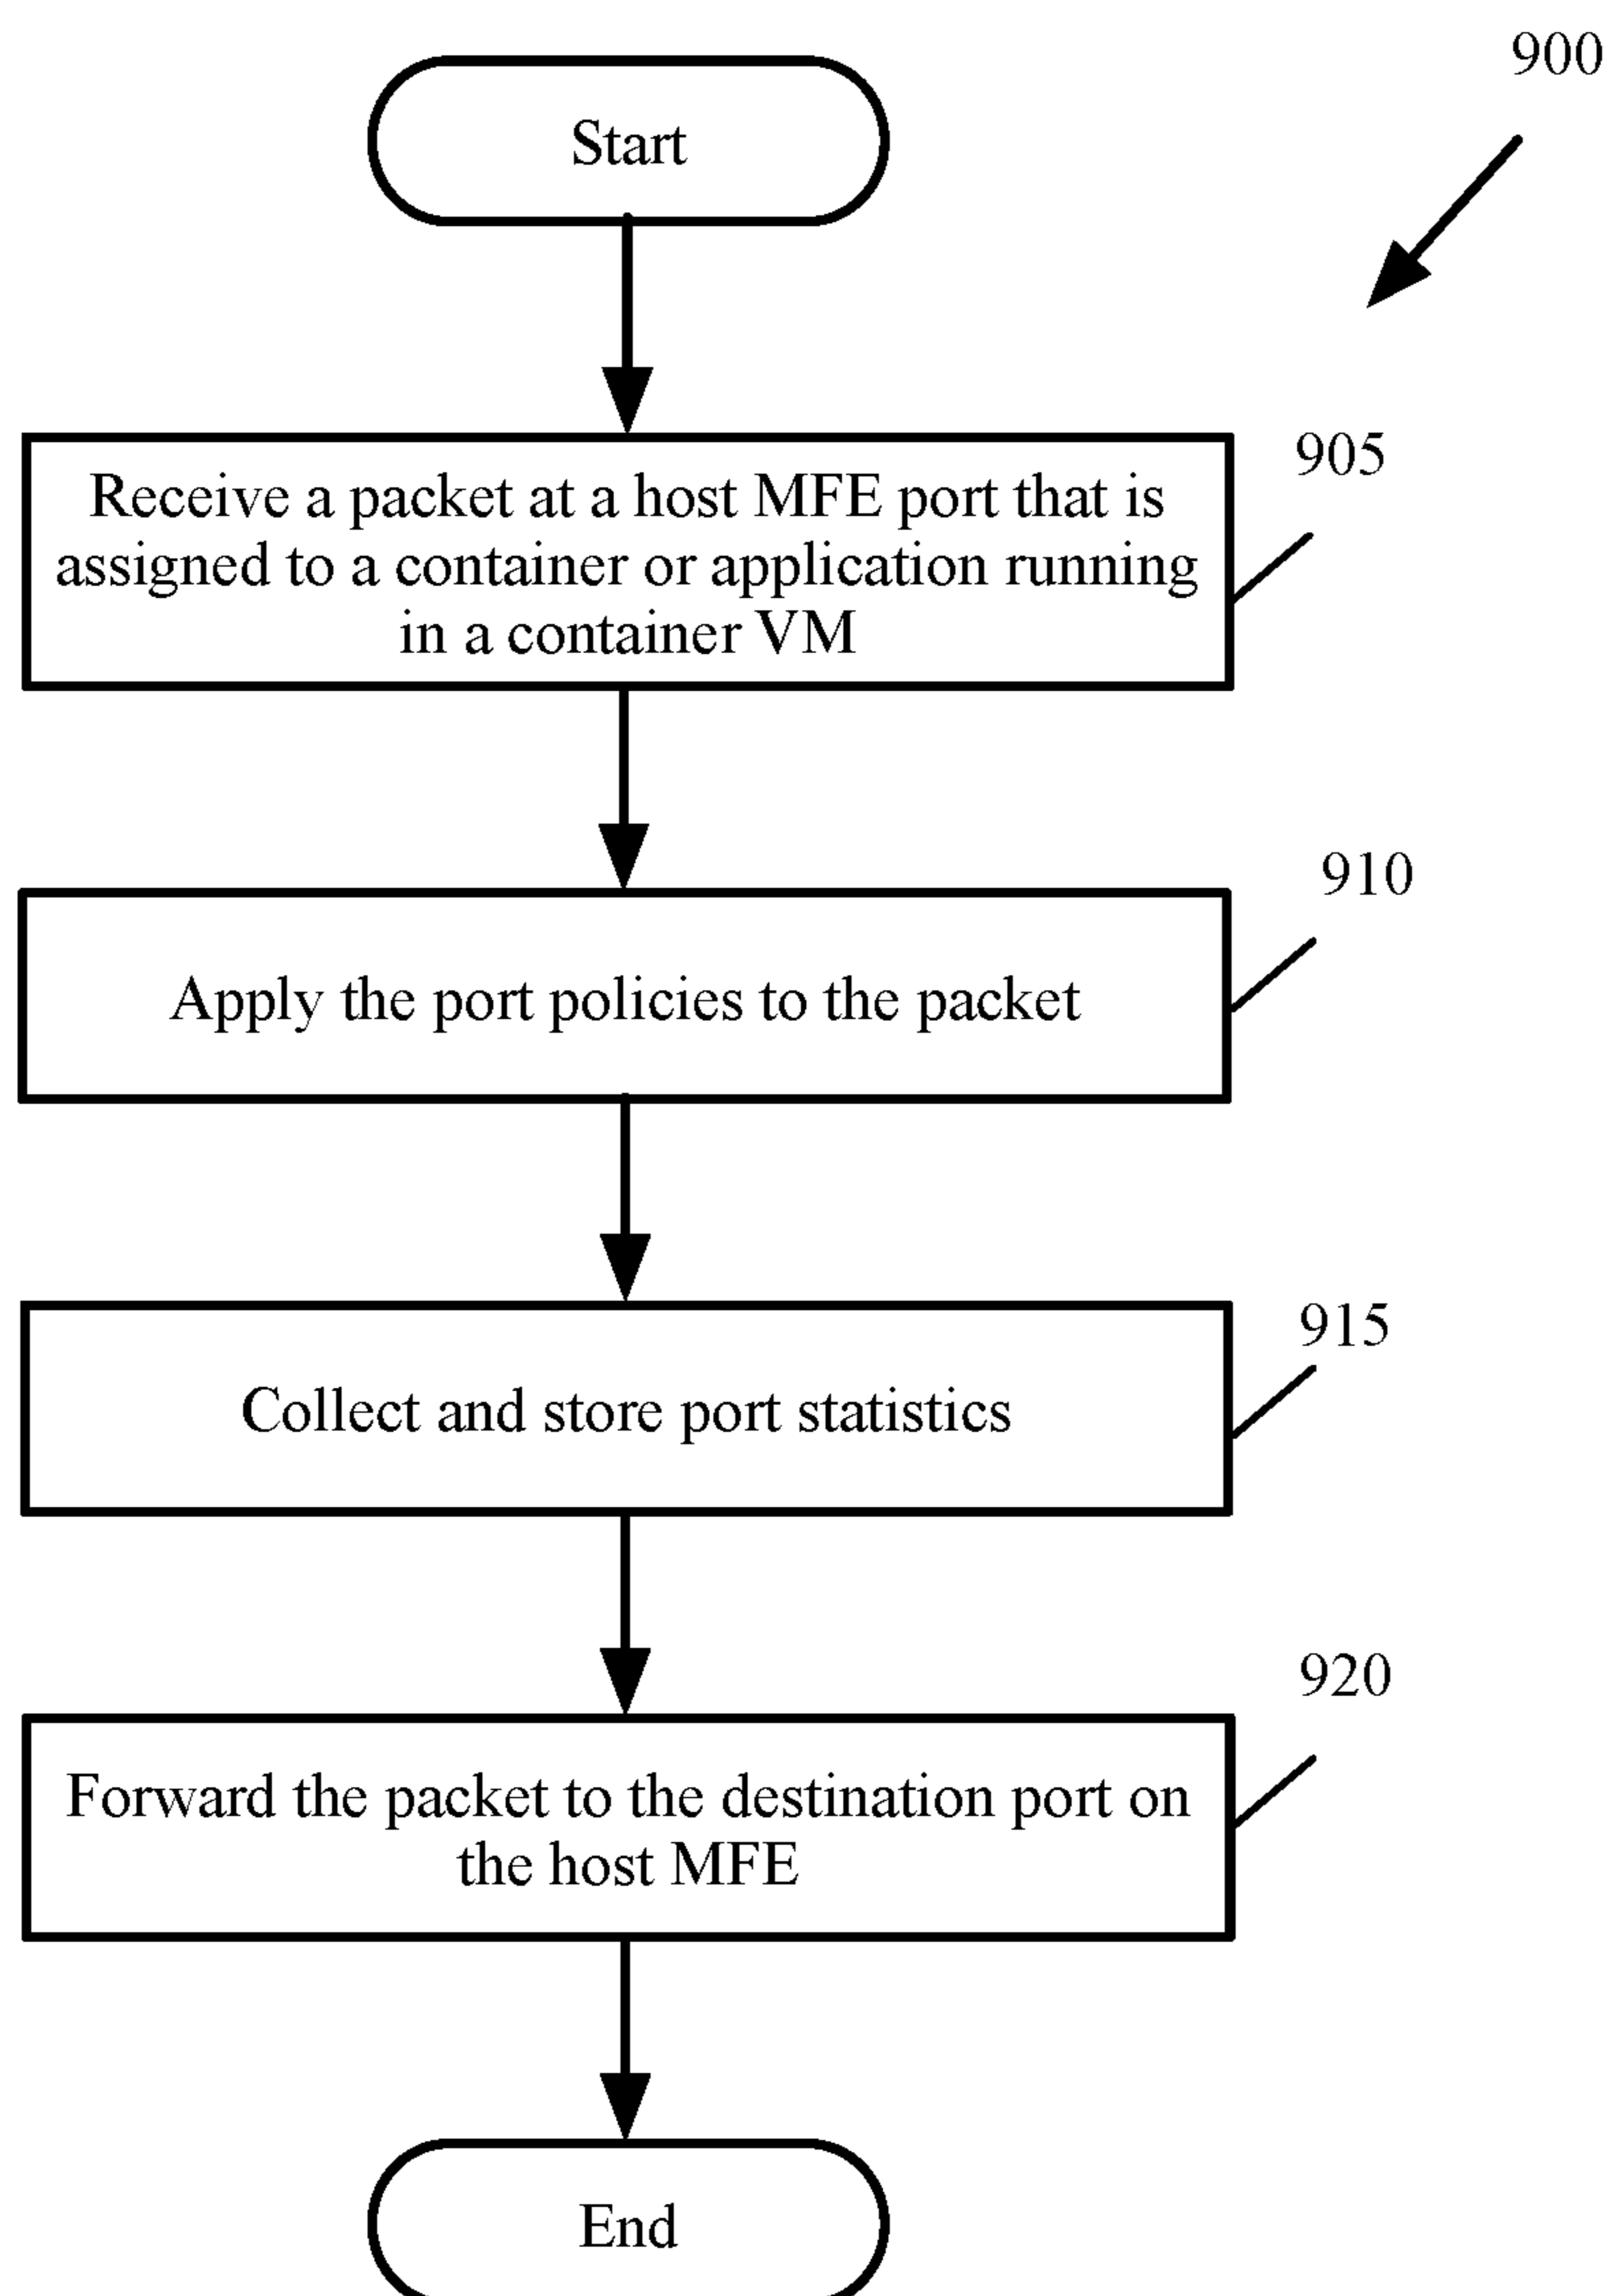 900
Start
905
Receive a packet at a host MFE port that is
assigned to a container or application running
in a container VM
910
Apply the port policies to the packet
915
Collect and store port statistics
920
Forward the packet to the destination port on
the host MFE
End